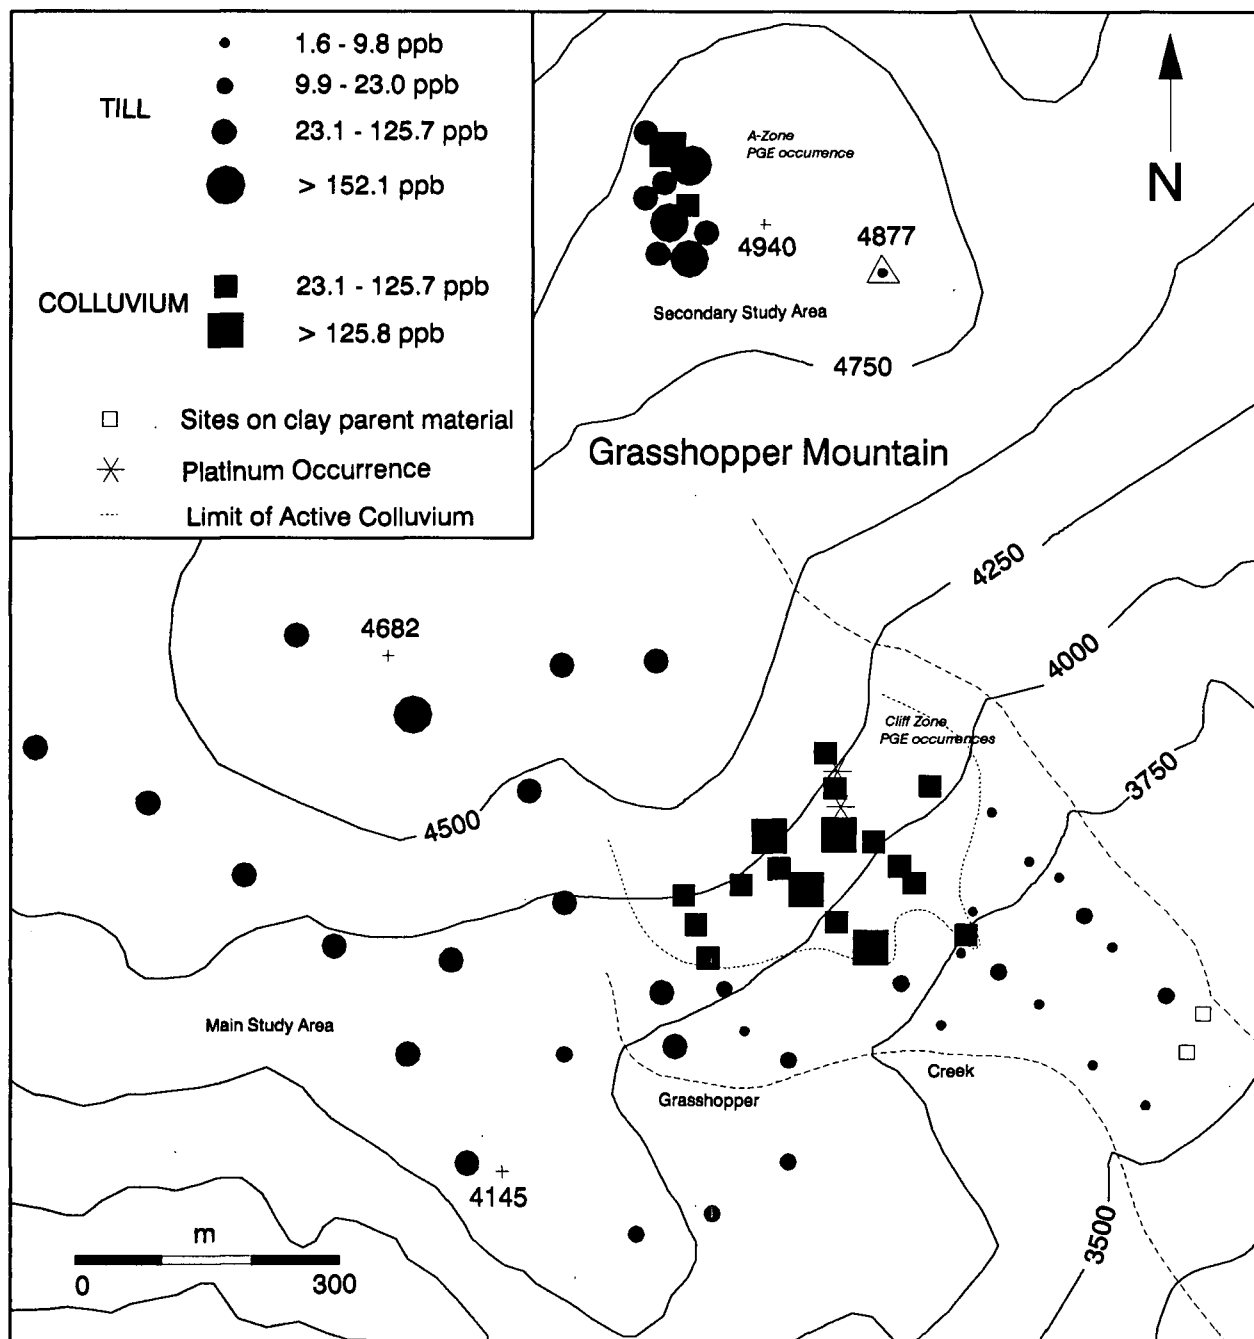 TILL
1.6 - 9.8 ppb
9.9 - 23.0 ppb
23.1 - 125.7 ppb
> 152.1 ppb
COLLUVIUM
23.1 - 125.7 ppb
> 125.8 ppb
Sites on clay parent material
Platinum Occurrence
Limit of Active Colluvium
N
A-Zone
PGE occurrence
4940
4877
Secondary Study Area
4750
Grasshopper Mountain
4250
4000
4682
Cliff Zone
PGE occurrences
3750
4500
Main Study Area
Creek
Grasshopper
4145
3500
m
0
300